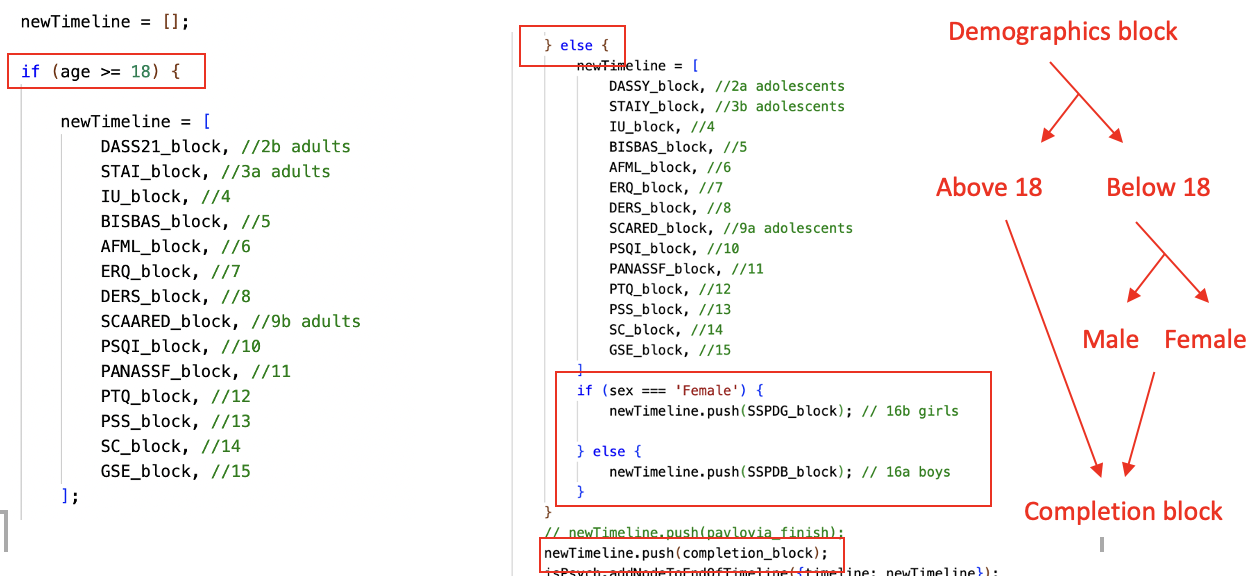 newTimeline = [];
if (age >= 18) {
newTimeline = [
DASS21_block, //2b adults
STAI_block, //3a adults
IU_block, //4
BISBAS_block, //5
AFML_block, //6
ERQ_block, //7
DERS_block, //8
SCAARED_block, //9b adults
PSQI_block, //10
PANASSF_block, //11
PTQ_block, //12
PSS_block, //13
SC_block, //14
GSE_block, //15
];
} else {
newTimeline = [
DASSY_block, //2a adolescents
STAIY_block, //3b adolescents
IU_block, //4
BISBAS_block, //5
AFML_block, //6
ERQ_block, //7
DERS_block, //8
SCARED_block, //9a adolescents
PSQI_block, //10
PANASSF_block, //11
PTQ_block, //12
PSS_block, //13
SC_block, //14
GSE_block, //15
]
if (sex === 'Female') {
newTimeline.push(SSPDG_block); // 16b girls
} else {
newTimeline.push(SSPDB_block); // 16a boys
}
}
// newTimeline.push(pavlovia_finish);
newTimeline.push(completion_block);
jsPsych.addNodeToEndOfTimeline({timeline: newTimeline});
Demographics block
Above 18
Below 18
Male
Female
Completion block